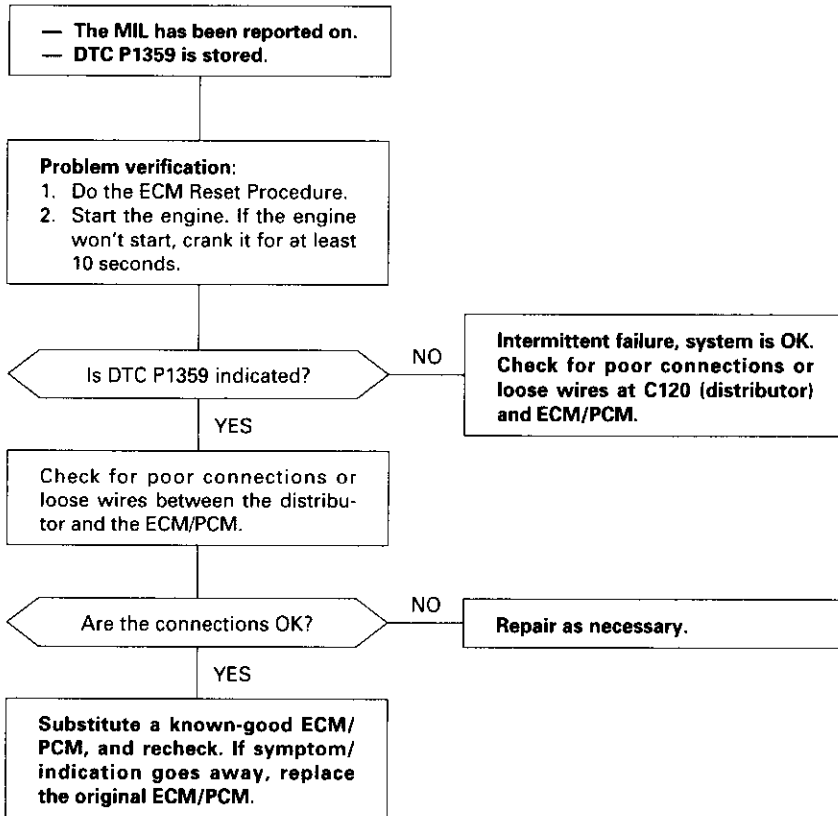 — The MIL has been reported on.
— DTC P1359 is stored.
Problem verification:
1. Do the ECM Reset Procedure.
2. Start the engine. If the engine
won't start, crank it for at least
10 seconds.
Is DTC P1359 indicated?
NO
Intermittent failure, system is OK.
Check for poor connections or
loose wires at C120 (distributor)
and ECM/PCM.
YES
Check for poor connections or
loose wires between the distribu-
tor and the ECM/PCM.
Are the connections OK?
NO
Repair as necessary.
YES
Substitute a known-good ECM/
PCM, and recheck. If symptom/
indication goes away, replace
the original ECM/PCM.